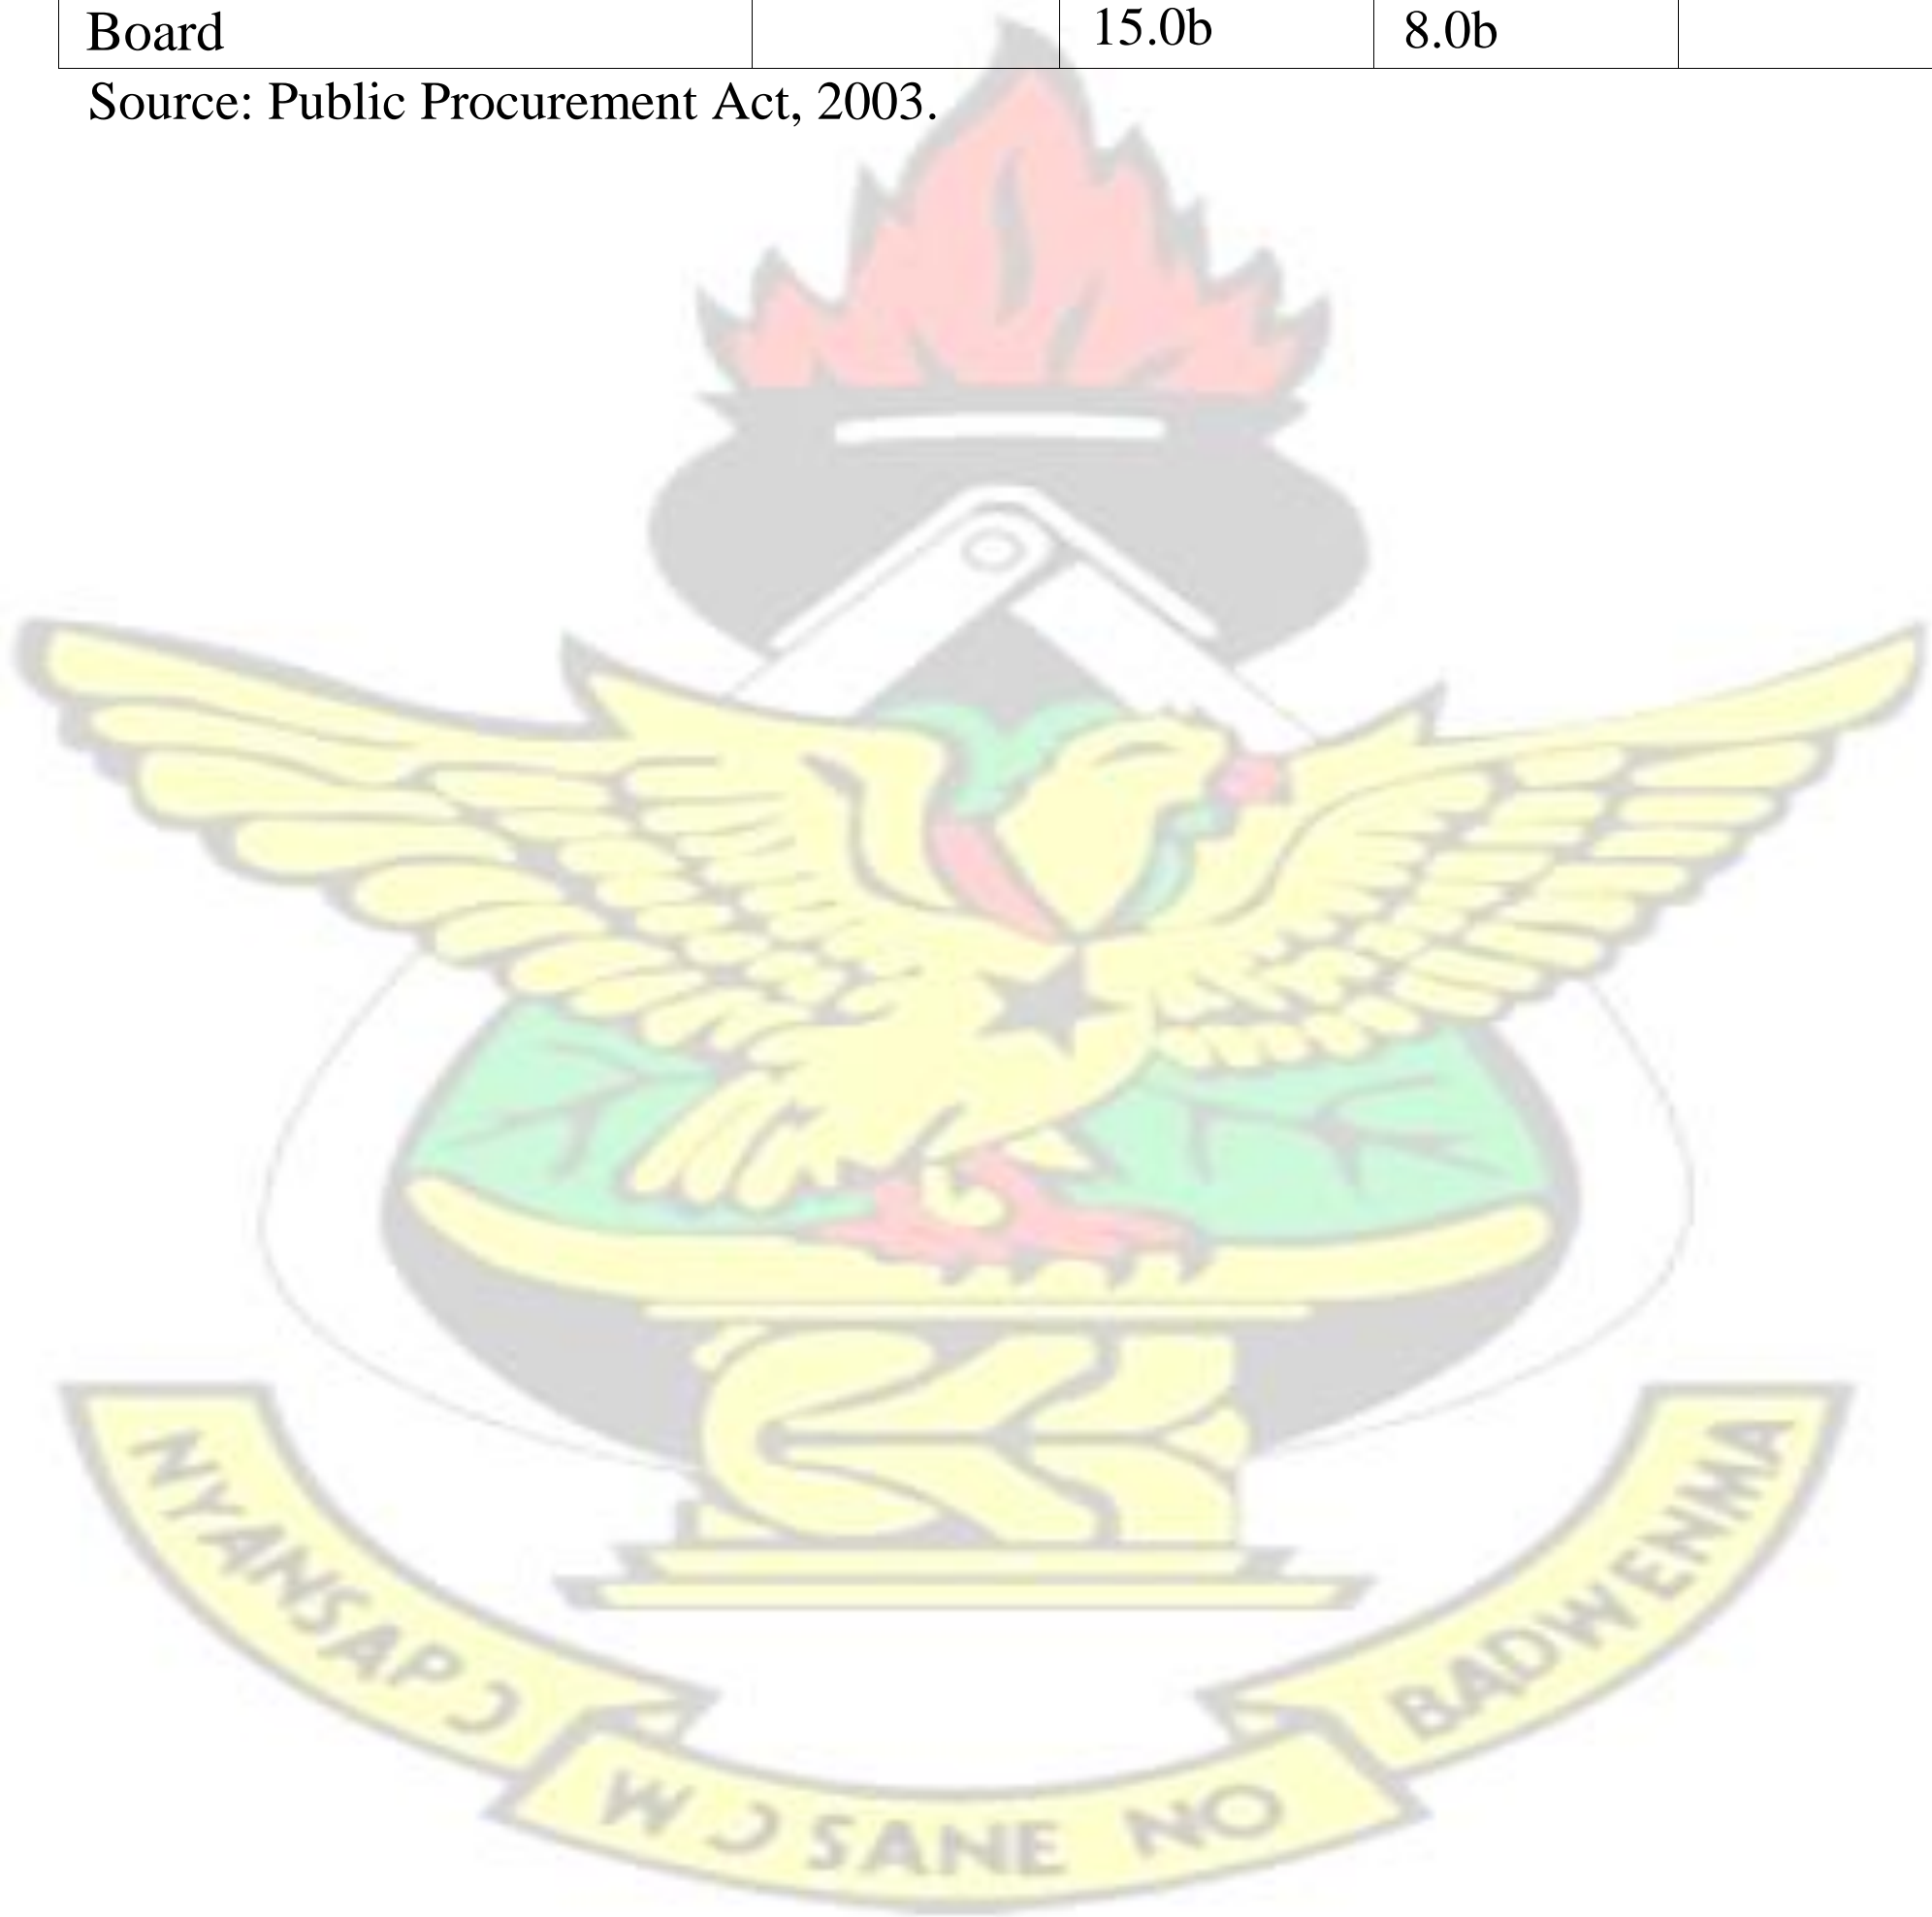 Board 15.0b 8.0b
Source: Public Procurement Act, 2003.
NYANSAPƆ
WƆSANE NO
BADWENMA